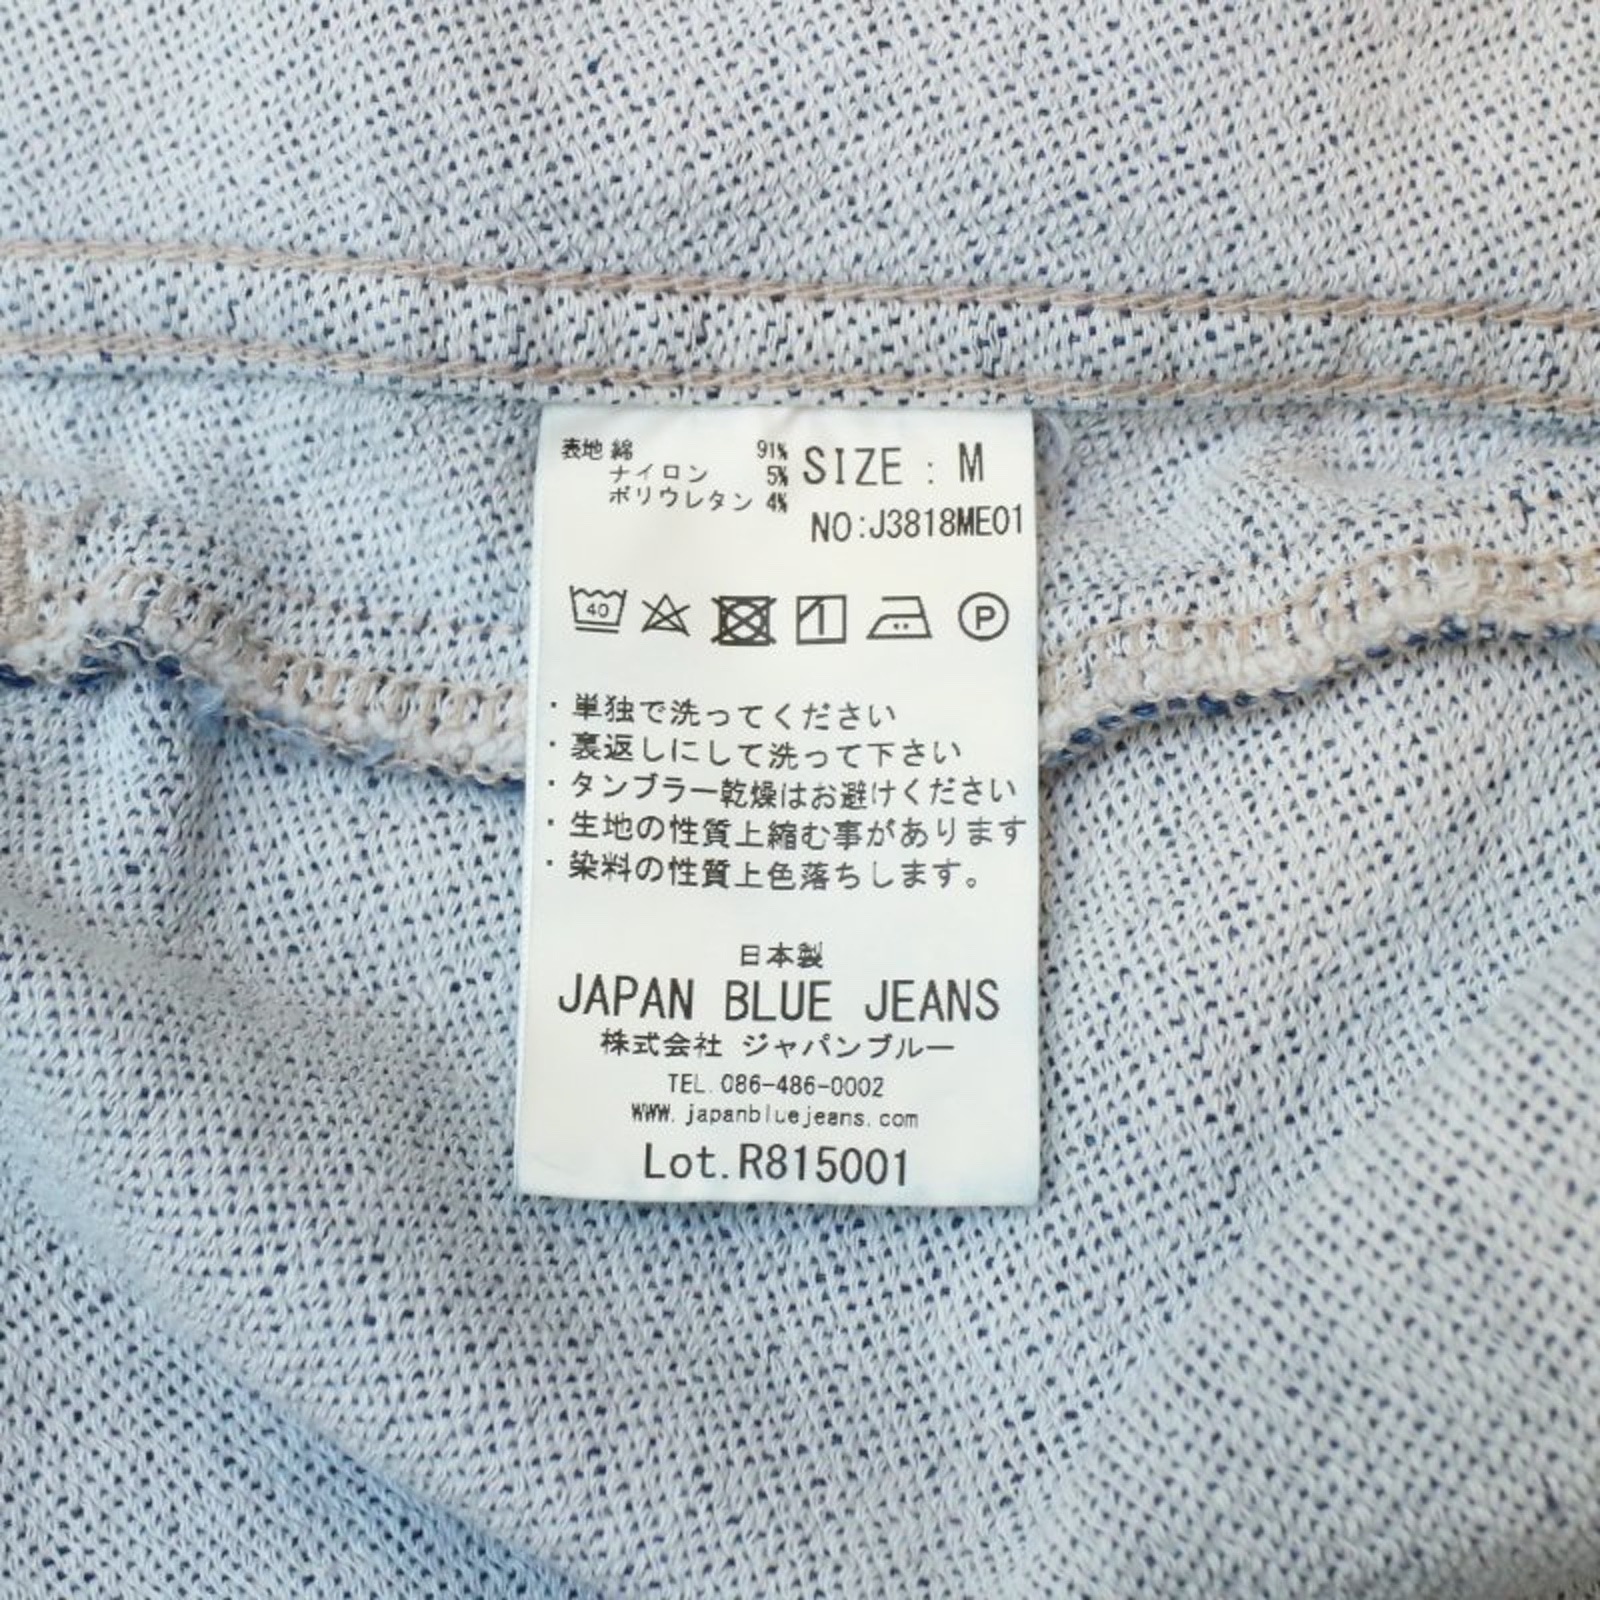 表地 綿 91%
ナイロン 5%
ポリウレタン 4%
SIZE : M
NO:J3818ME01
40
P
・単独で洗ってください
・裏返しにして洗って下さい
・タンブラー乾燥はお避けください
・生地の性質上縮む事があります
・染料の性質上色落ちします。
日本製
JAPAN BLUE JEANS
株式会社 ジャパンブルー
TEL. 086-486-0002
www. japanbluejeans. com
Lot. R815001